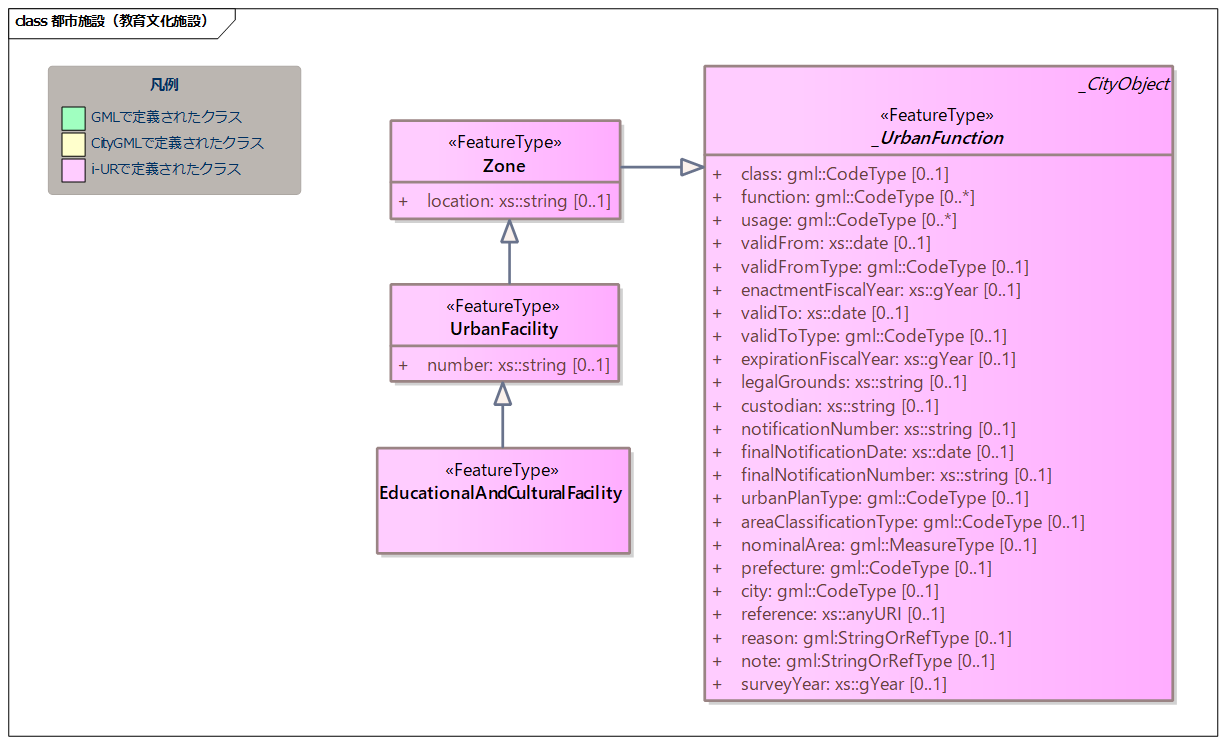 class 都市施設（教育文化施設）
凡例
GMLで定義されたクラス
CityGMLで定義されたクラス
i-URで定義されたクラス
«FeatureType»
Zone
+ location: xs::string [0..1]
«FeatureType»
UrbanFacility
+ number: xs::string [0..1]
«FeatureType»
EducationalAndCulturalFacility
_CityObject
«FeatureType»
_UrbanFunction
+ class: gml::CodeType [0..1]
+ function: gml::CodeType [0..*]
+ usage: gml::CodeType [0..*]
+ validFrom: xs::date [0..1]
+ validFromType: gml::CodeType [0..1]
+ enactmentFiscalYear: xs::gYear [0..1]
+ validTo: xs::date [0..1]
+ validToType: gml::CodeType [0..1]
+ expirationFiscalYear: xs::gYear [0..1]
+ legalGrounds: xs::string [0..1]
+ custodian: xs::string [0..1]
+ notificationNumber: xs::string [0..1]
+ finalNotificationDate: xs::date [0..1]
+ finalNotificationNumber: xs::string [0..1]
+ urbanPlanType: gml::CodeType [0..1]
+ areaClassificationType: gml::CodeType [0..1]
+ nominalArea: gml::MeasureType [0..1]
+ prefecture: gml::CodeType [0..1]
+ city: gml::CodeType [0..1]
+ reference: xs::anyURI [0..1]
+ reason: gml:StringOrRefType [0..1]
+ note: gml:StringOrRefType [0..1]
+ surveyYear: xs::gYear [0..1]